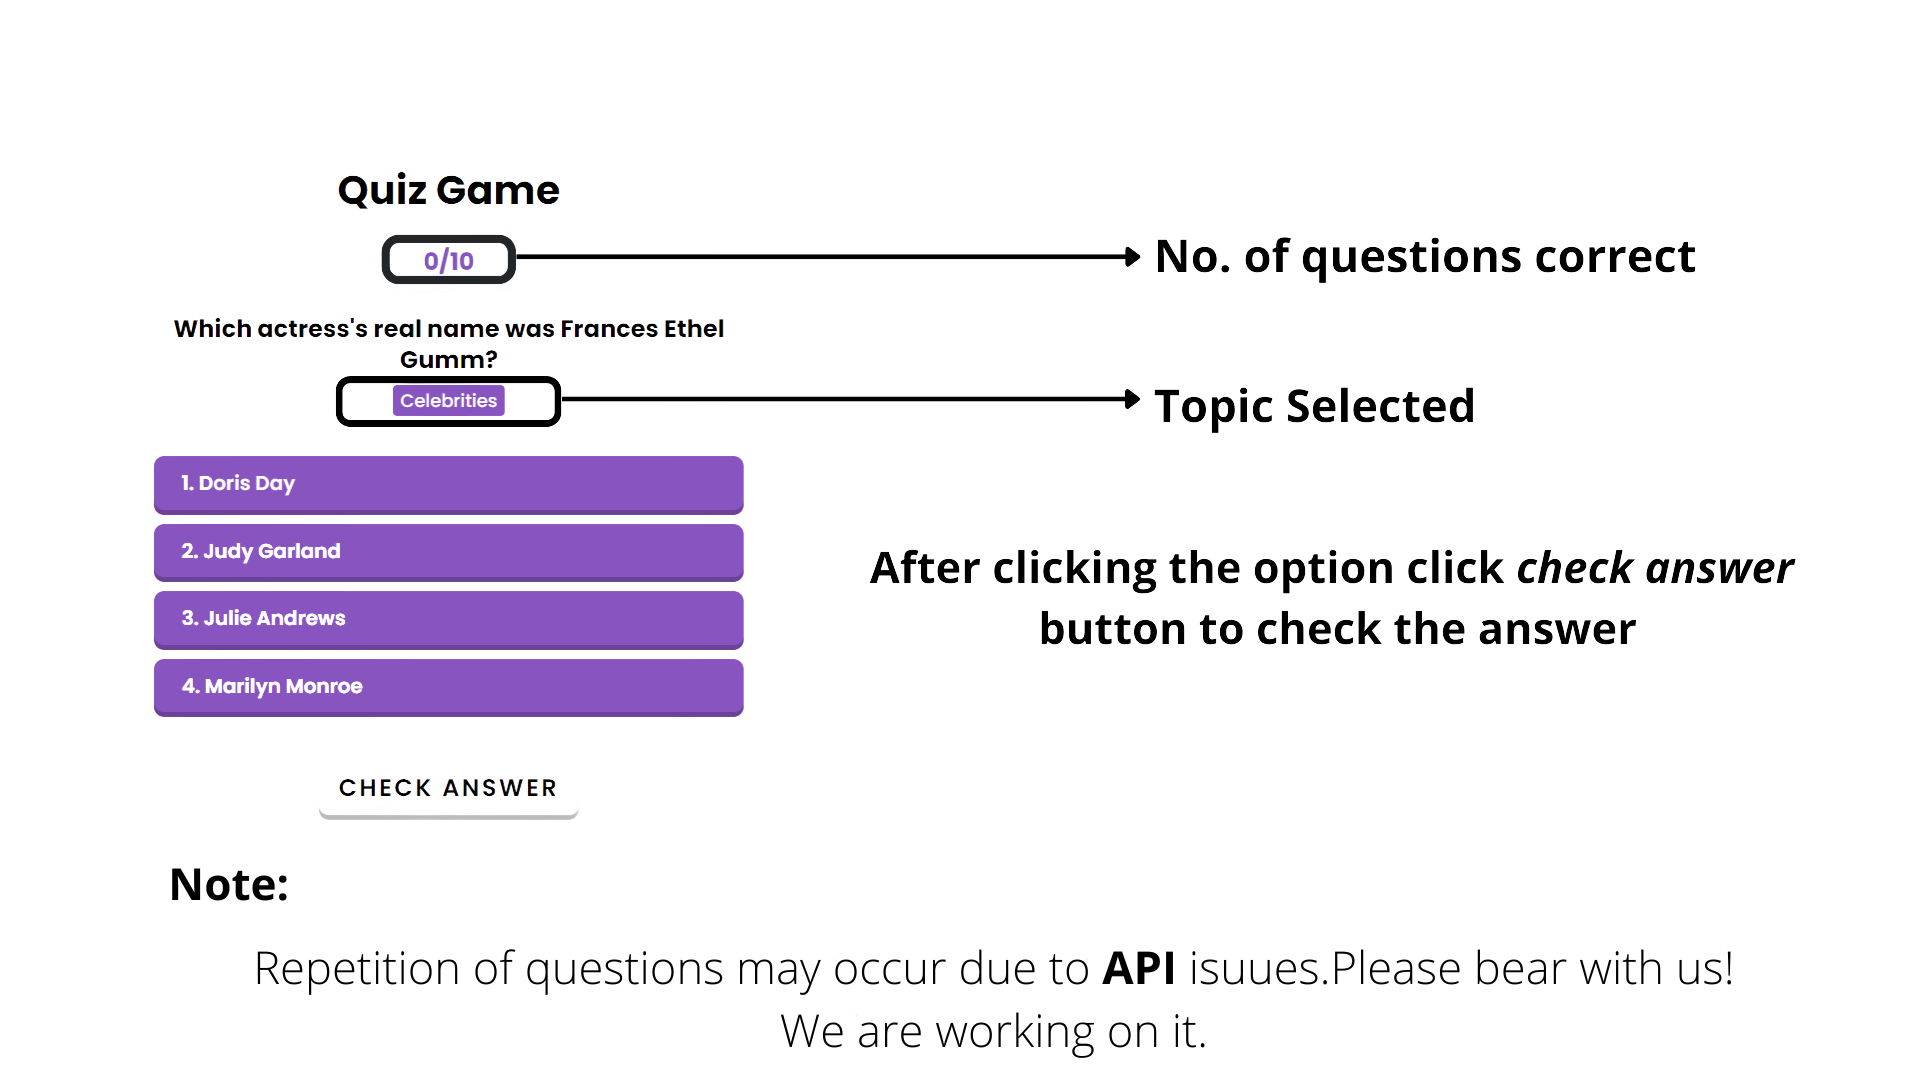 Quiz Game
0/10
No. of questions correct
Which actress's real name was Frances Ethel
Gumm?
Celebrities
Topic Selected
1. Doris Day
2. Judy Garland
3. Julie Andrews
4. Marilyn Monroe
After clicking the option click check answer
button to check the answer
CHECK ANSWER
Note:
Repetition of questions may occur due to API isuues.Please bear with us!
We are working on it.